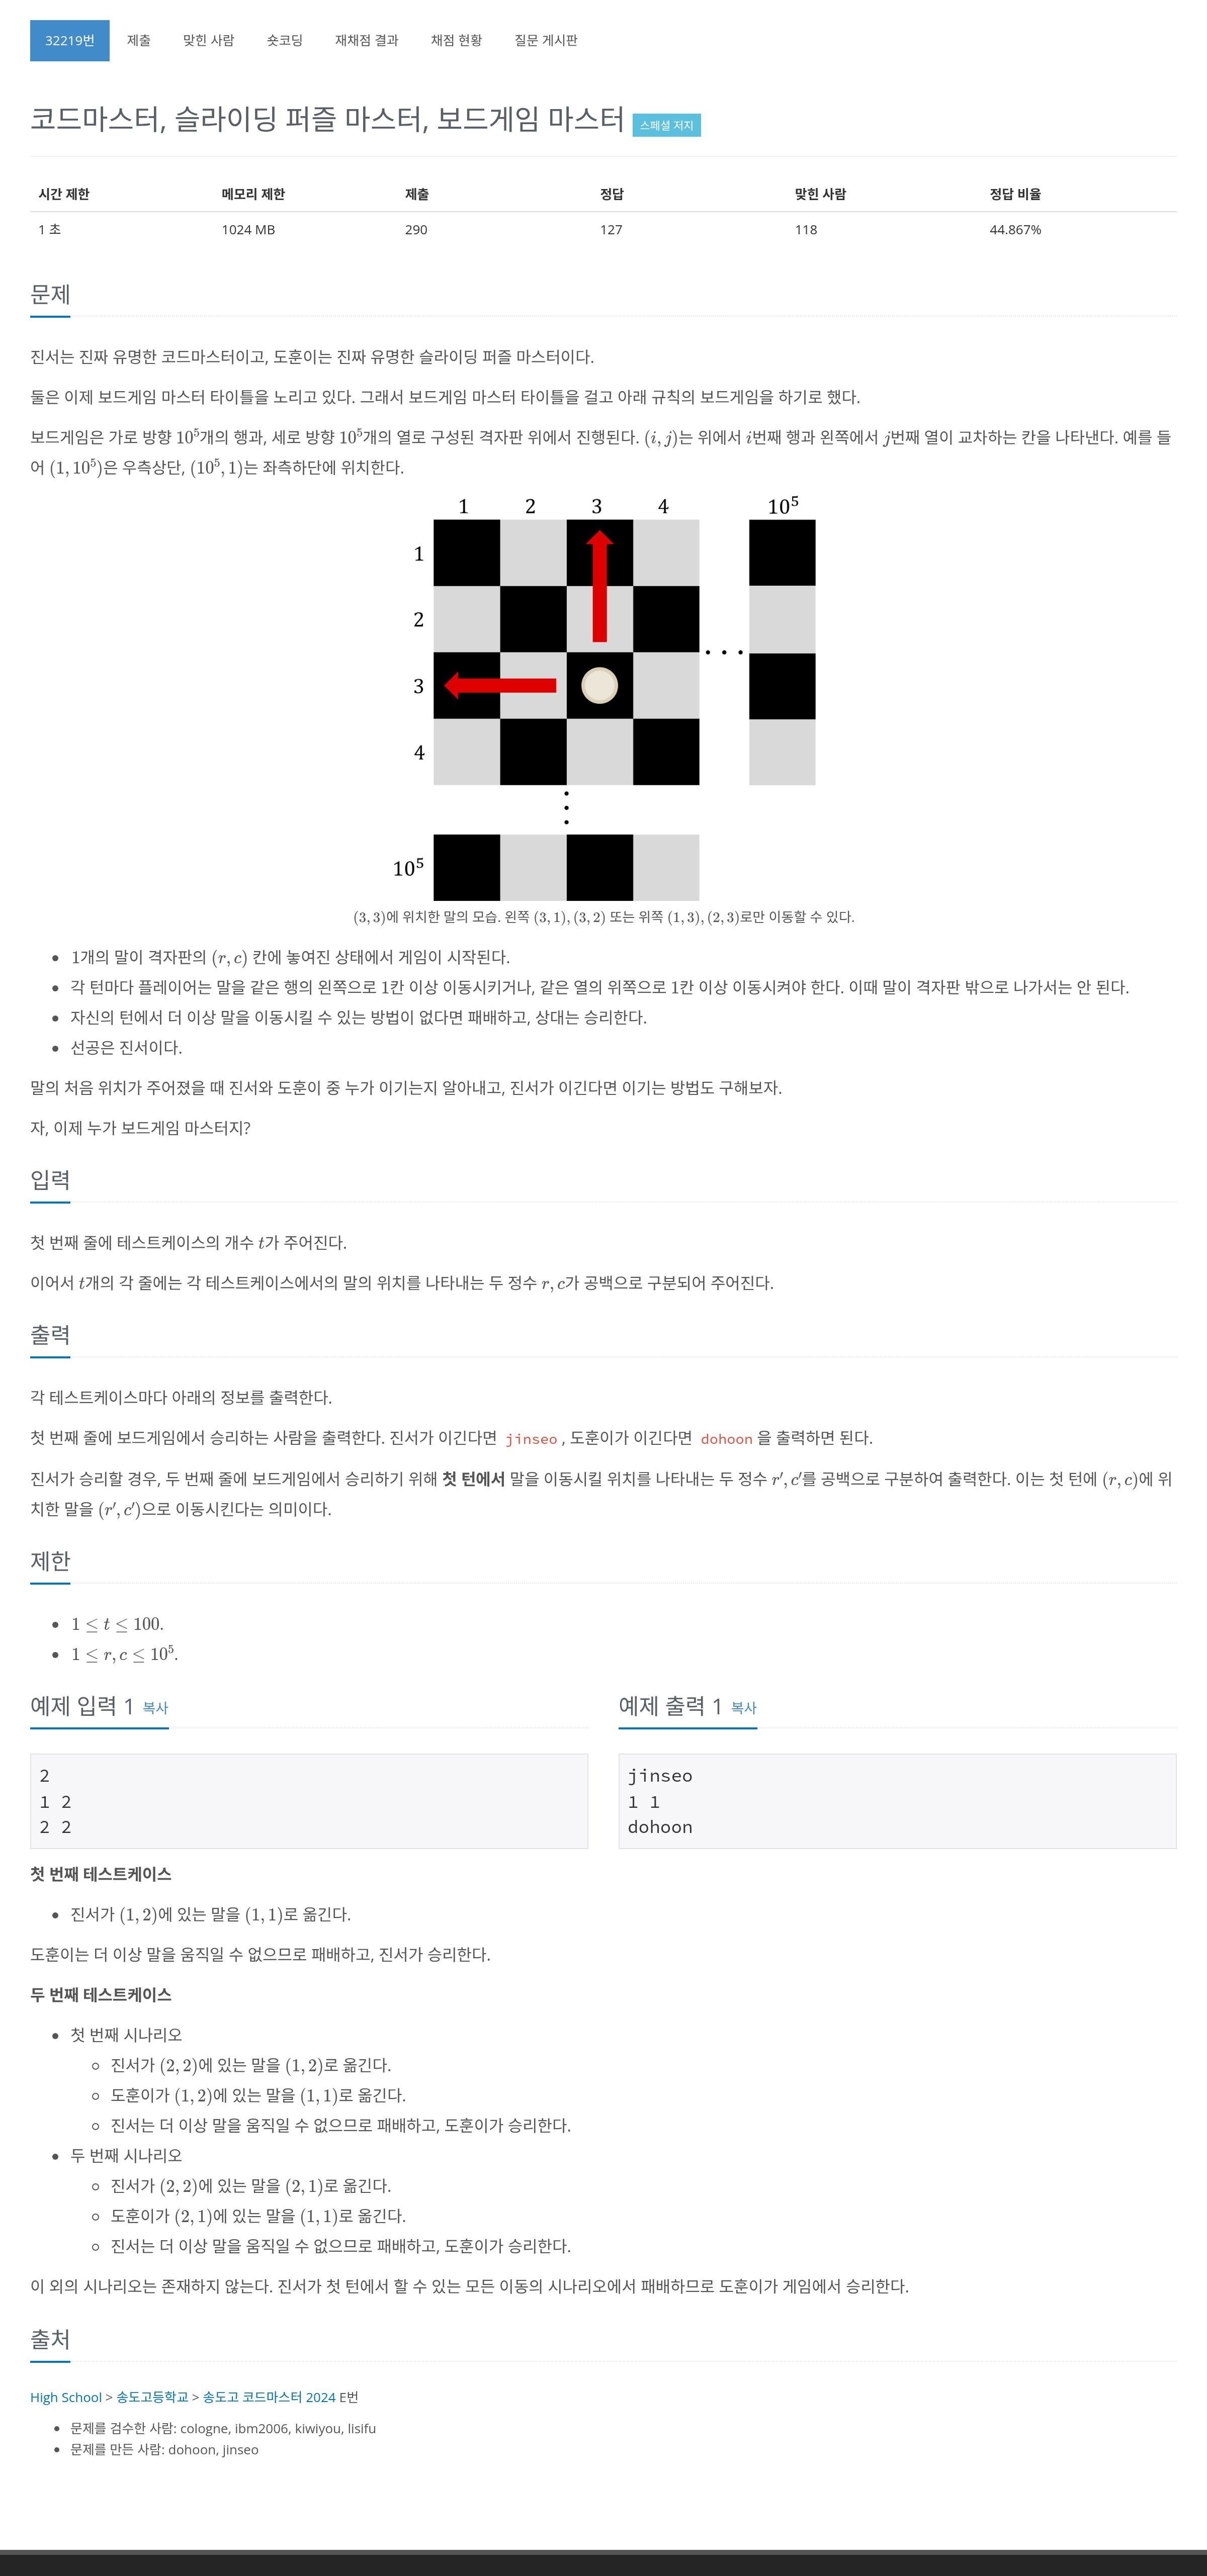 32219번 제출 맞힌 사람 숏코딩 재채점 결과 채점 현황 질문 게시판
코드마스터, 슬라이딩 퍼즐 마스터, 보드게임 마스터 스페셜 저지
시간 제한 메모리 제한 제출 정답 맞힌 사람 정답 비율
1 초 1024 MB 290 127 118 44.867%
문제
진서는 진짜 유명한 코드마스터이고, 도훈이는 진짜 유명한 슬라이딩 퍼즐 마스터이다.
둘은 이제 보드게임 마스터 타이틀을 노리고 있다. 그래서 보드게임 마스터 타이틀을 걸고 아래 규칙의 보드게임을 하기로 했다.
보드게임은 가로 방향 10⁵개의 행과, 세로 방향 10⁵개의 열로 구성된 격자판 위에서 진행된다. (i, j)는 위에서 i번째 행과 왼쪽에서 j번째 열이 교차하는 칸을 나타낸다. 예를 들
어 (1, 10⁵)은 우측상단, (10⁵, 1)는 좌측하단에 위치한다.
1 2 3 4 10⁵
1
2
3
4
10⁵
(3, 3)에 위치한 말의 모습. 왼쪽 (3, 1), (3, 2) 또는 위쪽 (1, 3), (2, 3)로만 이동할 수 있다.
• 1개의 말이 격자판의 (r, c) 칸에 놓여진 상태에서 게임이 시작된다.
• 각 턴마다 플레이어는 말을 같은 행의 왼쪽으로 1칸 이상 이동시키거나, 같은 열의 위쪽으로 1칸 이상 이동시켜야 한다. 이때 말이 격자판 밖으로 나가서는 안 된다.
• 자신의 턴에서 더 이상 말을 이동시킬 수 있는 방법이 없다면 패배하고, 상대는 승리한다.
• 선공은 진서이다.
말의 처음 위치가 주어졌을 때 진서와 도훈이 중 누가 이기는지 알아내고, 진서가 이긴다면 이기는 방법도 구해보자.
자, 이제 누가 보드게임 마스터지?
입력
첫 번째 줄에 테스트케이스의 개수 t가 주어진다.
이어서 t개의 각 줄에는 각 테스트케이스에서의 말의 위치를 나타내는 두 정수 r, c가 공백으로 구분되어 주어진다.
출력
각 테스트케이스마다 아래의 정보를 출력한다.
첫 번째 줄에 보드게임에서 승리하는 사람을 출력한다. 진서가 이긴다면 jinseo , 도훈이가 이긴다면 dohoon 을 출력하면 된다.
진서가 승리할 경우, 두 번째 줄에 보드게임에서 승리하기 위해 첫 턴에서 말을 이동시킬 위치를 나타내는 두 정수 r′, c′를 공백으로 구분하여 출력한다. 이는 첫 턴에 (r, c)에 위
치한 말을 (r′, c′)으로 이동시킨다는 의미이다.
제한
• 1 ≤ t ≤ 100.
• 1 ≤ r, c ≤ 10⁵.
예제 입력 1 복사
2
1 2
2 2
예제 출력 1 복사
jinseo
1 1
dohoon
첫 번째 테스트케이스
• 진서가 (1, 2)에 있는 말을 (1, 1)로 옮긴다.
도훈이는 더 이상 말을 움직일 수 없으므로 패배하고, 진서가 승리한다.
두 번째 테스트케이스
• 첫 번째 시나리오
◦ 진서가 (2, 2)에 있는 말을 (1, 2)로 옮긴다.
◦ 도훈이가 (1, 2)에 있는 말을 (1, 1)로 옮긴다.
◦ 진서는 더 이상 말을 움직일 수 없으므로 패배하고, 도훈이가 승리한다.
• 두 번째 시나리오
◦ 진서가 (2, 2)에 있는 말을 (2, 1)로 옮긴다.
◦ 도훈이가 (2, 1)에 있는 말을 (1, 1)로 옮긴다.
◦ 진서는 더 이상 말을 움직일 수 없으므로 패배하고, 도훈이가 승리한다.
이 외의 시나리오는 존재하지 않는다. 진서가 첫 턴에서 할 수 있는 모든 이동의 시나리오에서 패배하므로 도훈이가 게임에서 승리한다.
출처
High School > 송도고등학교 > 송도고 코드마스터 2024 E번
• 문제를 검수한 사람: cologne, ibm2006, kiwiyou, lisifu
• 문제를 만든 사람: dohoon, jinseo